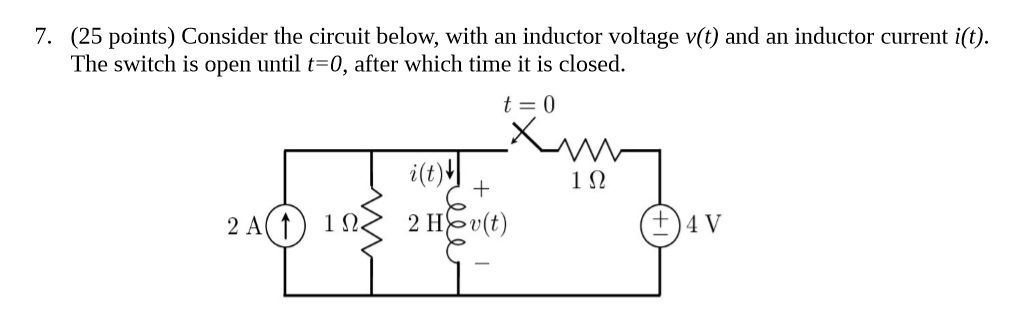 7. (25 points) Consider the circuit below, with an inductor voltage v(t) and an inductor current i(t).
The switch is open until t=0, after which time it is closed.
t = 0
i(t)
+
1 Ω
2 A
1 Ω
2 H
v(t)
+
−
4 V
−